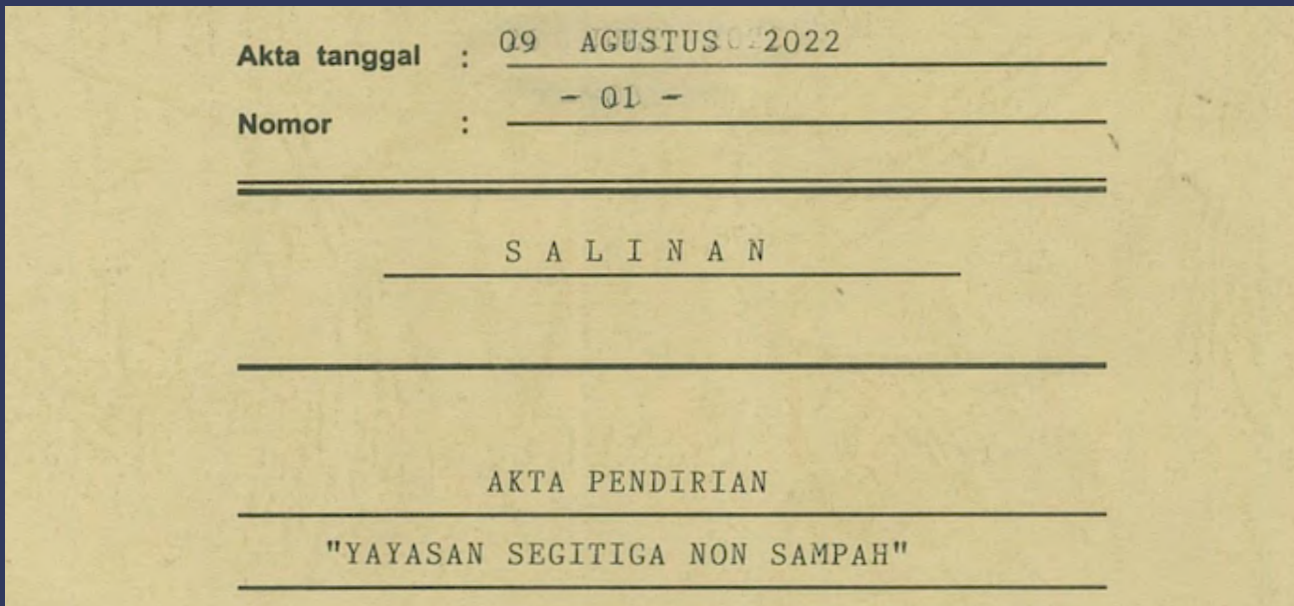 Akta tanggal : 09 AGUSTUS 2022
Nomor : - 01 -
S A L I N A N
AKTA PENDIRIAN
"YAYASAN SEGITIGA NON SAMPAH"